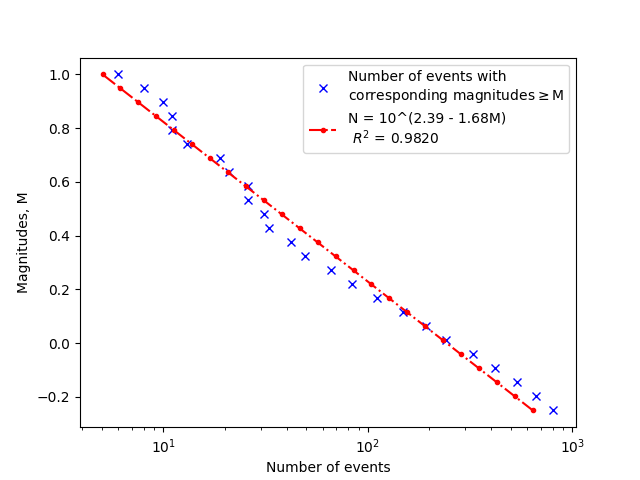 Number of events with
corresponding magnitudes ≥ M
N = 10^(2.39 - 1.68M)
R² = 0.9820
1.0
0.8
0.6
0.4
0.2
0.0
−0.2
Magnitudes, M
10¹
10²
10³
Number of events